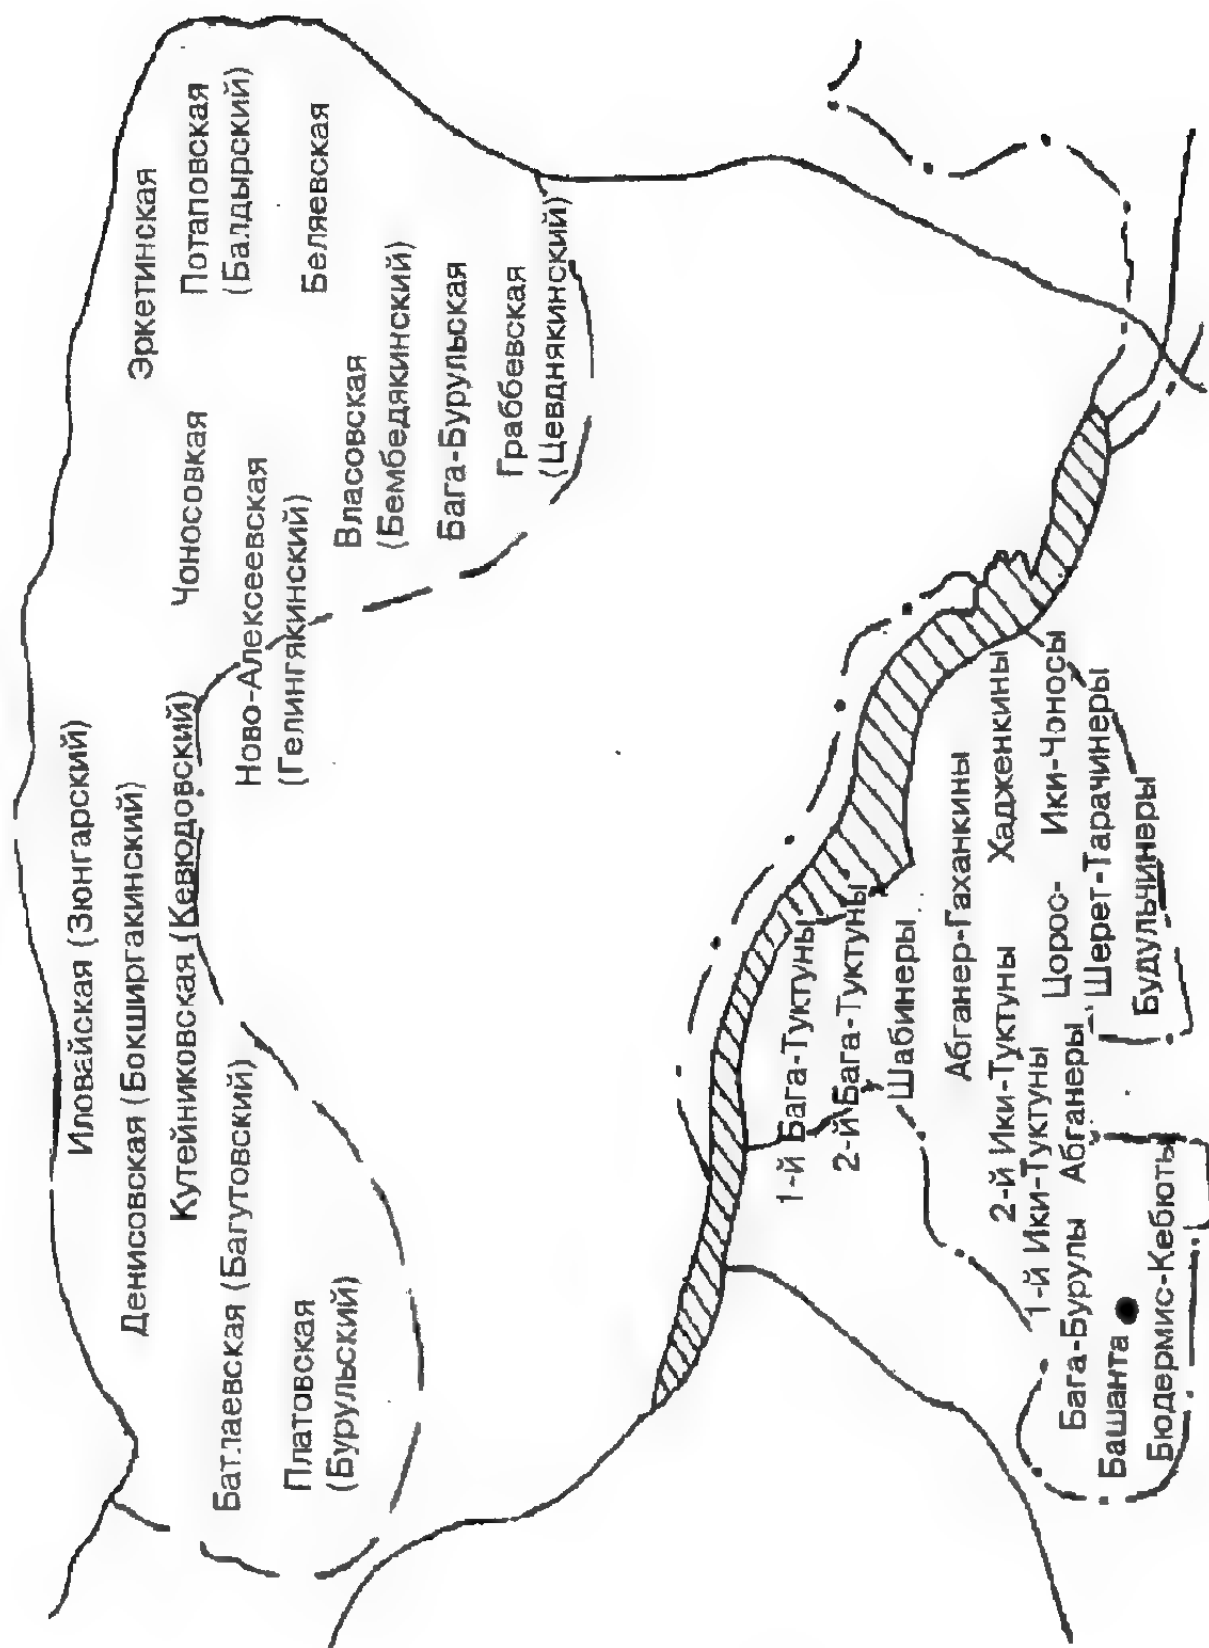 Иловайская (Зюнгарский)
Денисовская (Бокширгакинский)
Кутейниковская (Кевюдовский)
Батлаевская (Багутовский)
Платовская
(Бурульский)
Эркетинская
Чоносовкая
Потаповская
(Балдырский)
Ново-Алексеевская
(Гелингякинский)
Беляевская
Власовская
(Бембедякинский)
Бага-Бурульская
Граббевская
(Цевднякинский)
1-й Бага-Туктуны
2-й Бага-Туктуны
Шабинеры
Абганер-Гаханкины
2-й Ики-Туктуны
Хадженкины
1-й Ики-Туктуны
Цорос-
Ики-Чоносы
Бага-Бурулы
Абганеры
Шерет-Тарачинеры
Башанта
Будульчинеры
Бюдермис-Кебюты